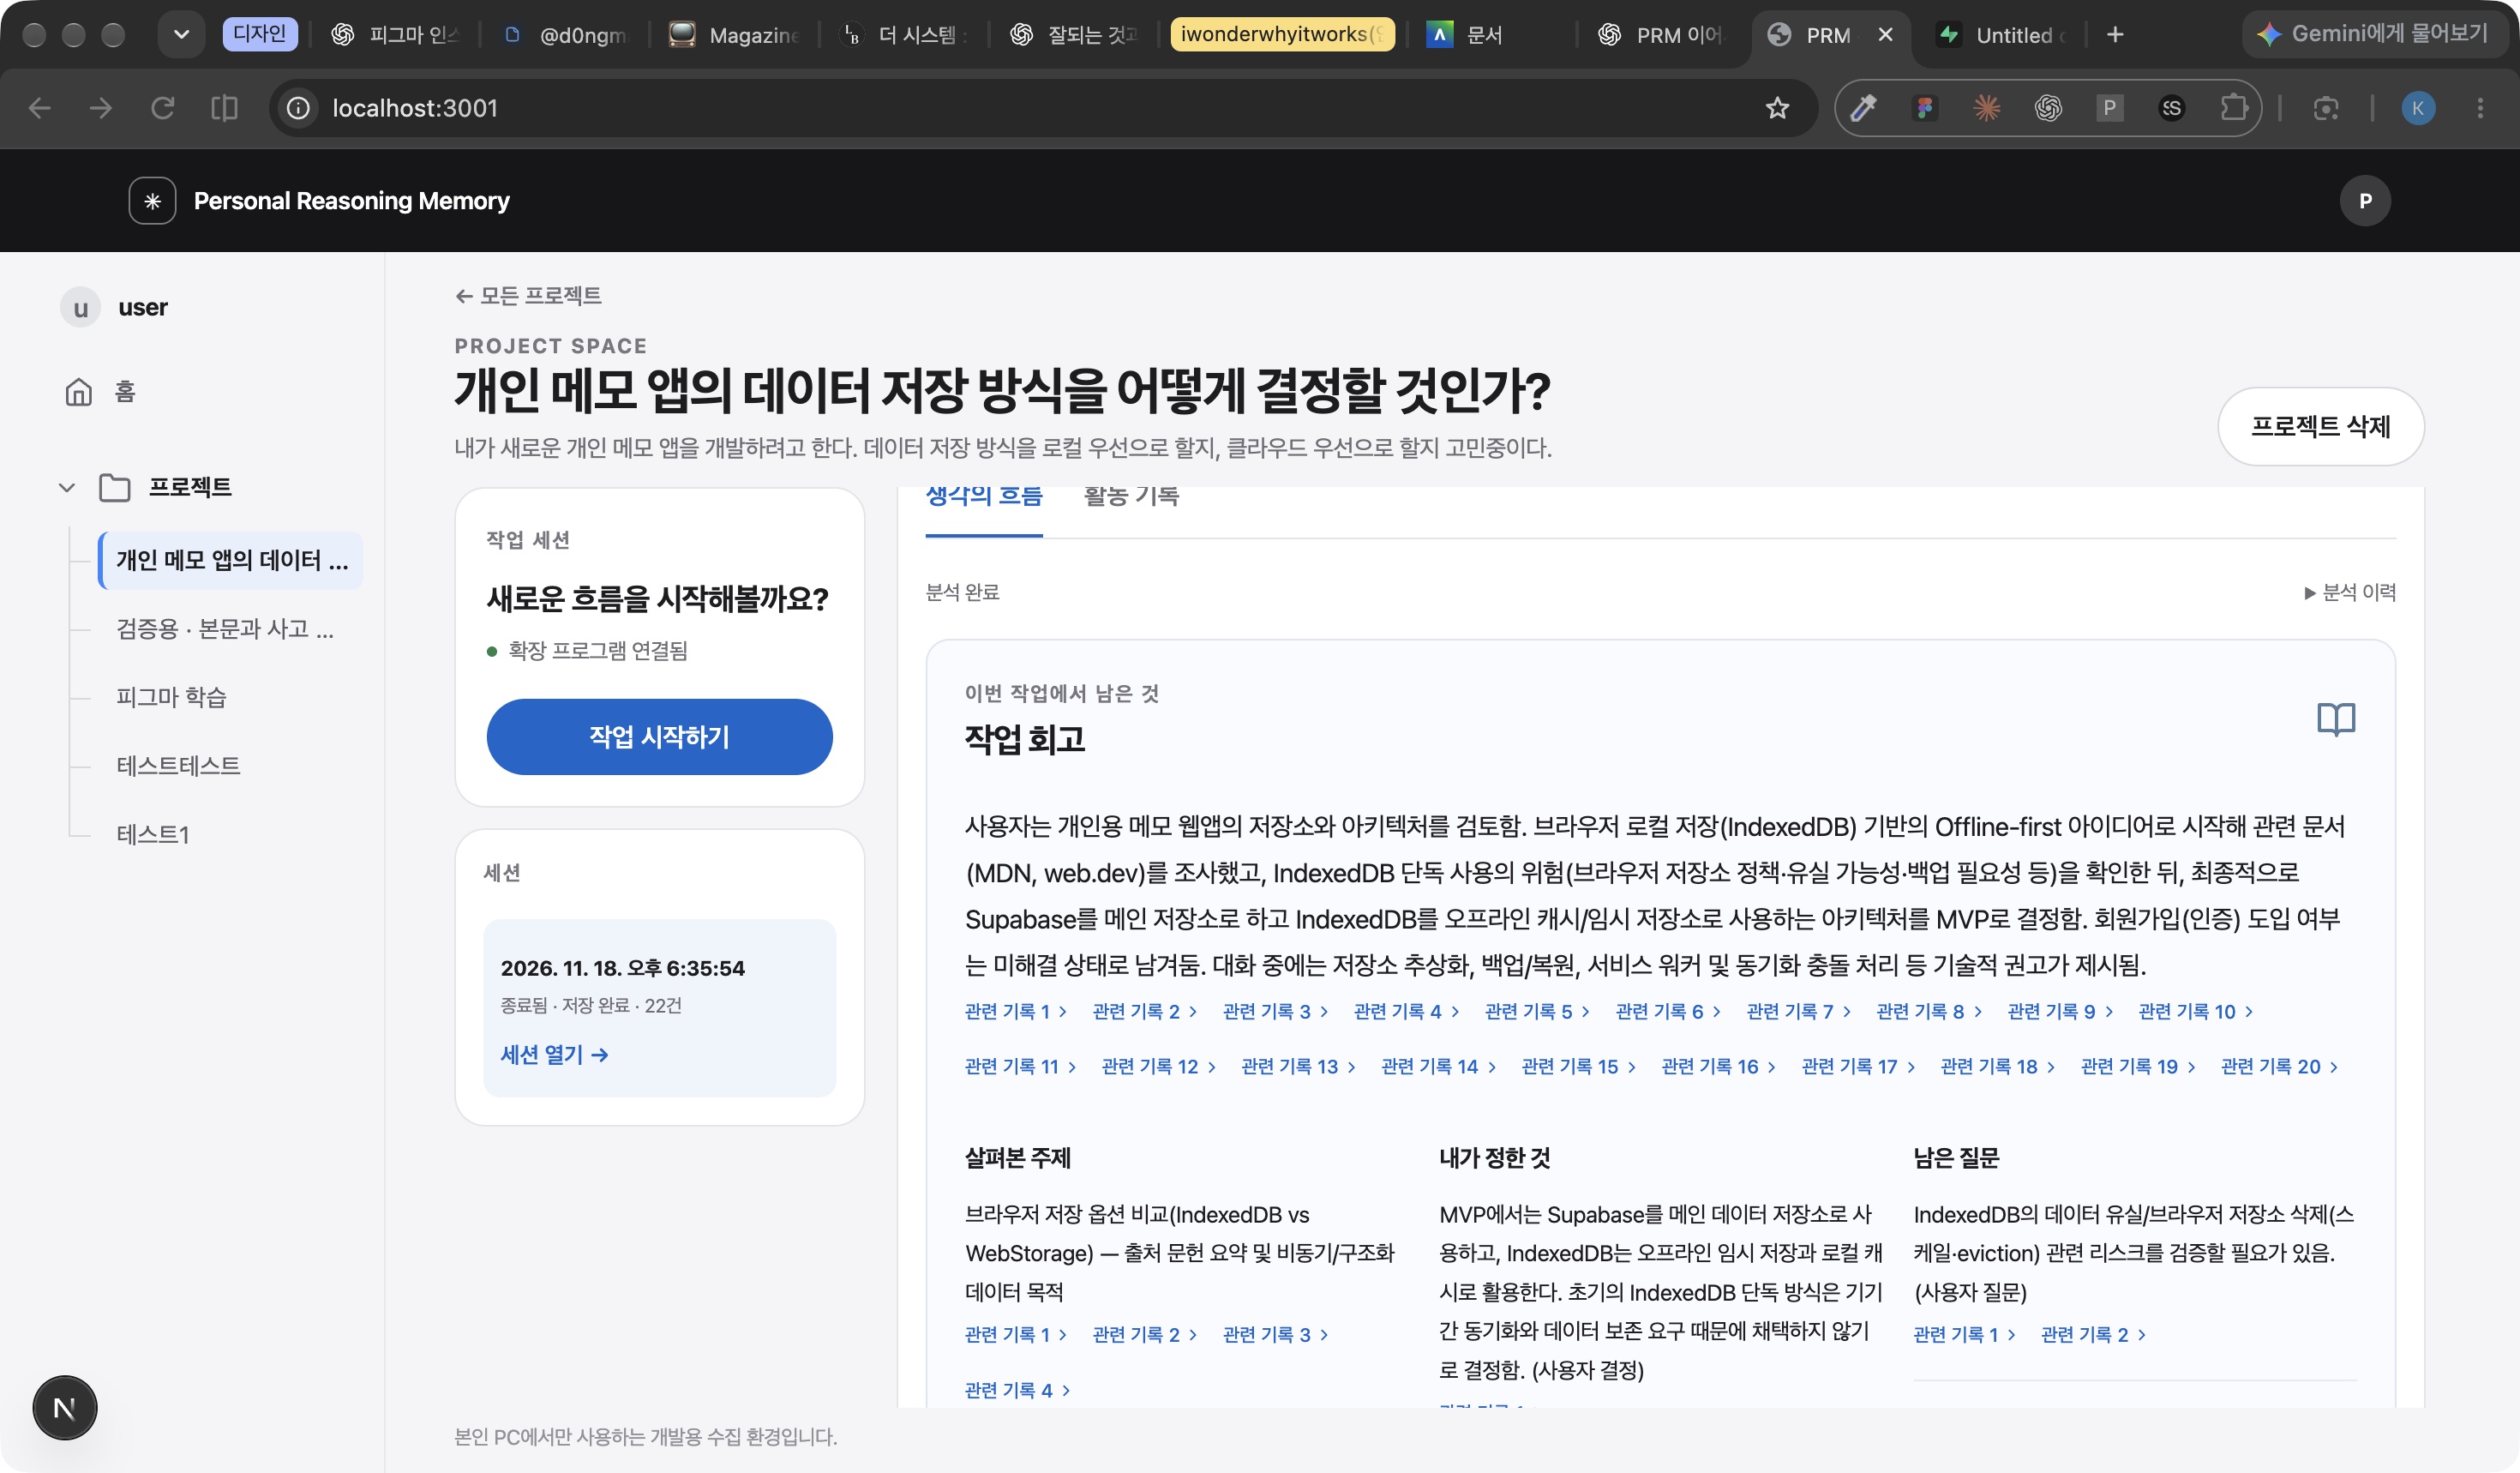 디자인
피그마 인스
@d0ngm
Magazine
더 시스템 :
잘되는 것과
iwonderwhyitworks(
문서
PRM 이어
PRM
Untitled
Gemini에게 물어보기
localhost:3001
K
Personal Reasoning Memory
P
u user
홈
프로젝트
개인 메모 앱의 데이터 ...
검증용 · 본문과 사고 ...
피그마 학습
테스트테스트
테스트1
← 모든 프로젝트
PROJECT SPACE
개인 메모 앱의 데이터 저장 방식을 어떻게 결정할 것인가?
내가 새로운 개인 메모 앱을 개발하려고 한다. 데이터 저장 방식을 로컬 우선으로 할지, 클라우드 우선으로 할지 고민중이다.
프로젝트 삭제
작업 세션
새로운 흐름을 시작해볼까요?
확장 프로그램 연결됨
작업 시작하기
세션
2026. 11. 18. 오후 6:35:54
종료됨 · 저장 완료 · 22건
세션 열기 →
생각의 흐름 활동 기록
분석 완료
▶ 분석 이력
이번 작업에서 남은 것
작업 회고
사용자는 개인용 메모 웹앱의 저장소와 아키텍처를 검토함. 브라우저 로컬 저장(IndexedDB) 기반의 Offline-first 아이디어로 시작해 관련 문서
(MDN, web.dev)를 조사했고, IndexedDB 단독 사용의 위험(브라우저 저장소 정책·유실 가능성·백업 필요성 등)을 확인한 뒤, 최종적으로
Supabase를 메인 저장소로 하고 IndexedDB를 오프라인 캐시/임시 저장소로 사용하는 아키텍처를 MVP로 결정함. 회원가입(인증) 도입 여부
는 미해결 상태로 남겨둠. 대화 중에는 저장소 추상화, 백업/복원, 서비스 워커 및 동기화 충돌 처리 등 기술적 권고가 제시됨.
관련 기록 1 > 관련 기록 2 > 관련 기록 3 > 관련 기록 4 > 관련 기록 5 > 관련 기록 6 > 관련 기록 7 > 관련 기록 8 > 관련 기록 9 > 관련 기록 10 >
관련 기록 11 > 관련 기록 12 > 관련 기록 13 > 관련 기록 14 > 관련 기록 15 > 관련 기록 16 > 관련 기록 17 > 관련 기록 18 > 관련 기록 19 > 관련 기록 20 >
살펴본 주제
브라우저 저장 옵션 비교(IndexedDB vs
WebStorage) — 출처 문헌 요약 및 비동기/구조화
데이터 목적
관련 기록 1 > 관련 기록 2 > 관련 기록 3 >
관련 기록 4 >
내가 정한 것
MVP에서는 Supabase를 메인 데이터 저장소로 사
용하고, IndexedDB는 오프라인 임시 저장과 로컬 캐
시로 활용한다. 초기의 IndexedDB 단독 방식은 기기
간 동기화와 데이터 보존 요구 때문에 채택하지 않기
로 결정함. (사용자 결정)
남은 질문
IndexedDB의 데이터 유실/브라우저 저장소 삭제(스
케일·eviction) 관련 리스크를 검증할 필요가 있음.
(사용자 질문)
관련 기록 1 > 관련 기록 2 >
N
본인 PC에서만 사용하는 개발용 수집 환경입니다.